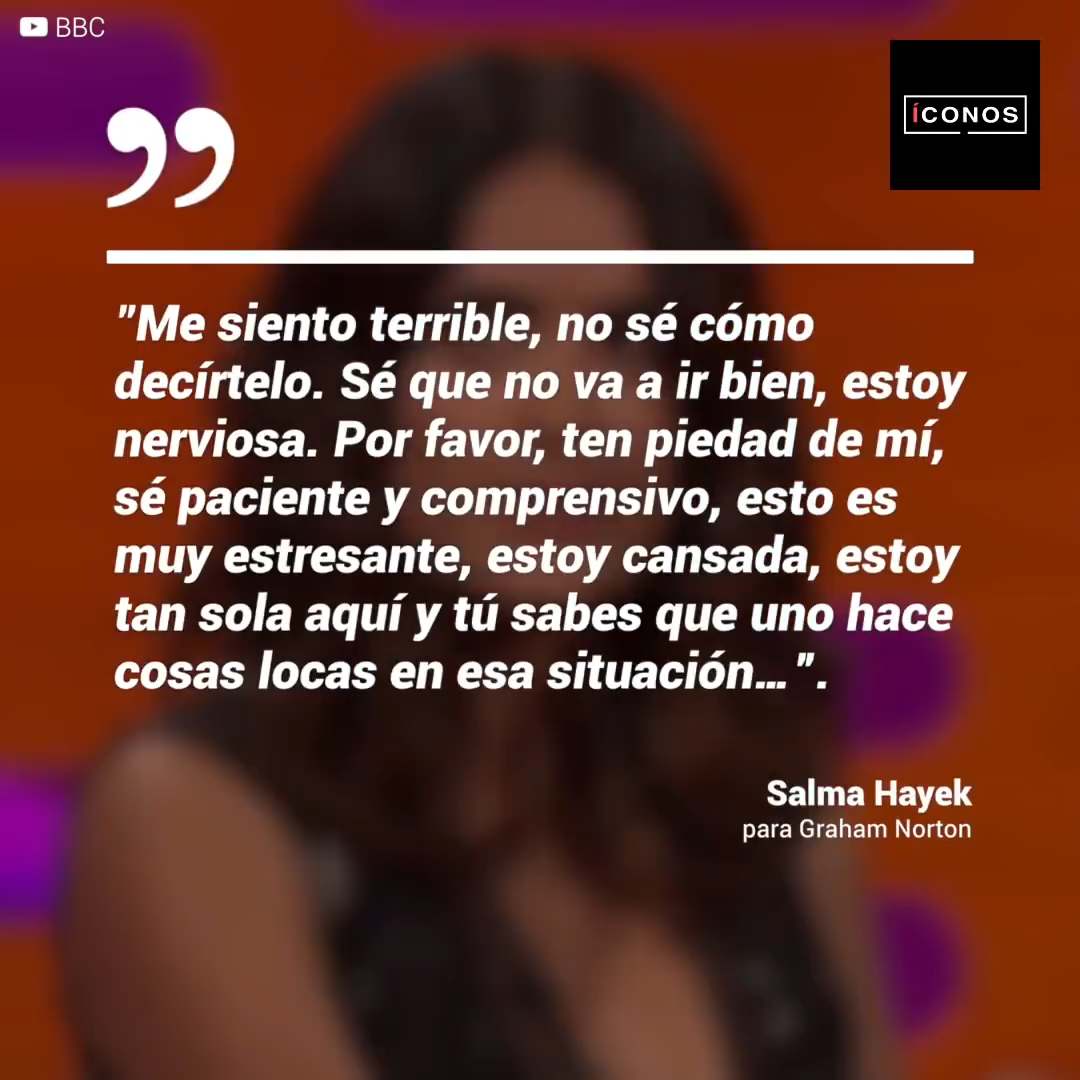 BBC
ÍCONOS
"Me siento terrible, no sé cómo
decírtelo. Sé que no va a ir bien, estoy
nerviosa. Por favor, ten piedad de mí,
sé paciente y comprensivo, esto es
muy estresante, estoy cansada, estoy
tan sola aquí y tú sabes que uno hace
cosas locas en esa situación...".
Salma Hayek
para Graham Norton